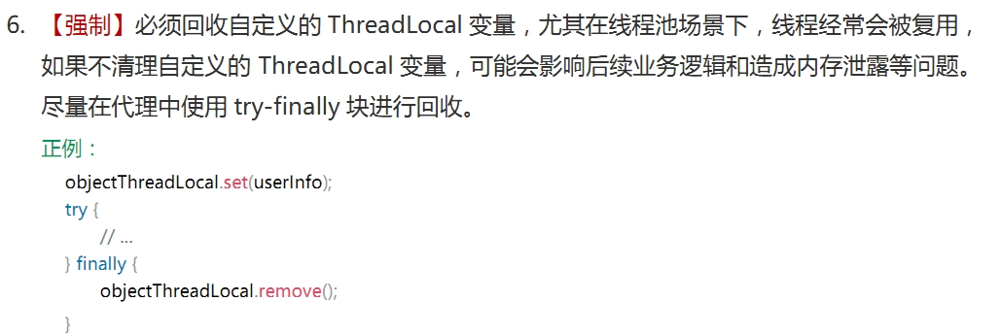 6. 【强制】必须回收自定义的 ThreadLocal 变量，尤其在线程池场景下，线程经常会被复用，
如果不清理自定义的 ThreadLocal 变量，可能会影响后续业务逻辑和造成内存泄露等问题。
尽量在代理中使用 try-finally 块进行回收。
正例：
objectThreadLocal.set(userInfo);
try {
// ...
} finally {
objectThreadLocal.remove();
}